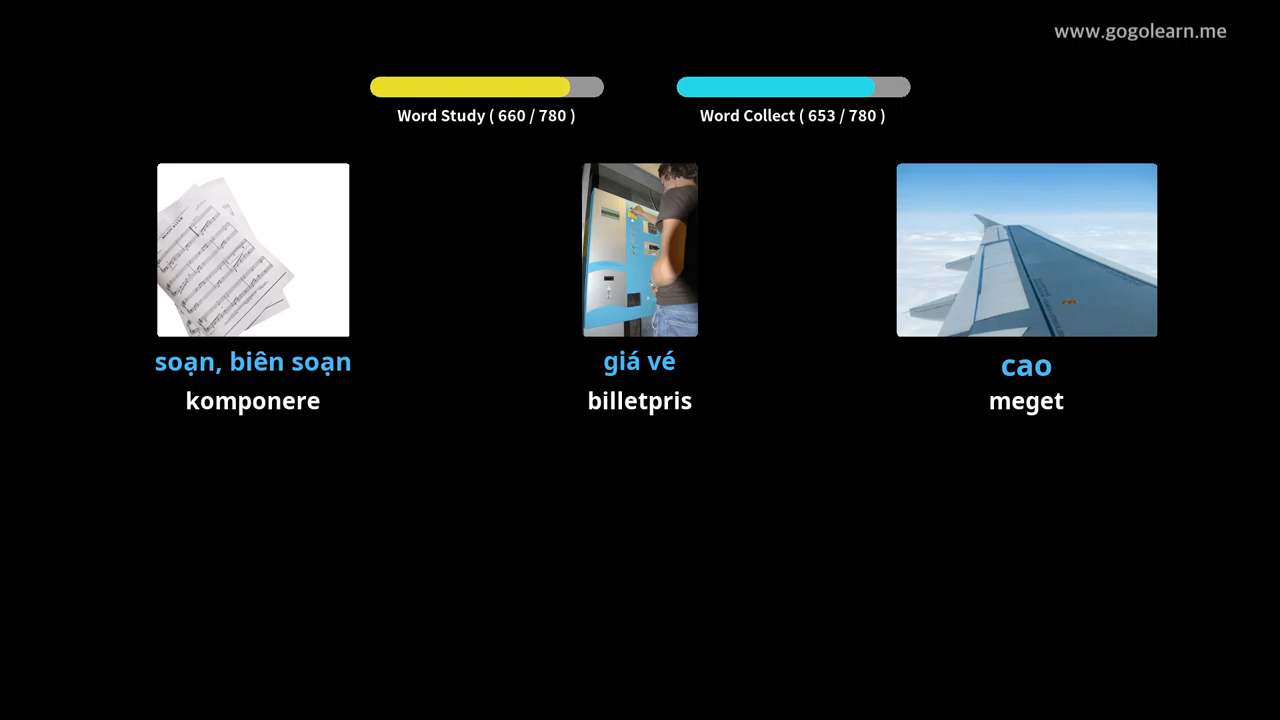 www.gogolearn.me
Word Study ( 660 / 780 )
Word Collect ( 653 / 780 )
soạn, biên soạn
komponere
giá vé
billetpris
cao
meget